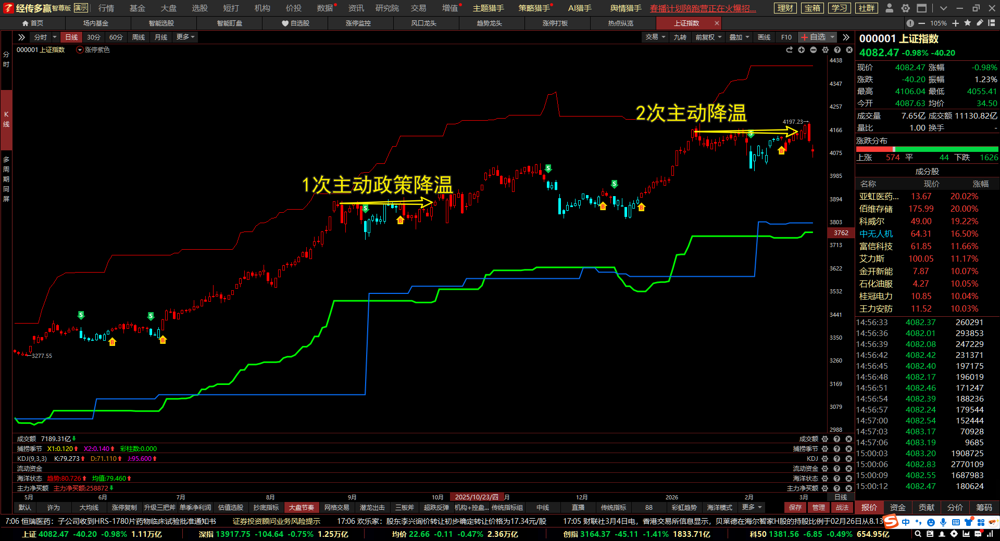 经传多赢 智尊版 演示 行情 基金 大盘 选股 短打 机构 价投 数据 资讯 研究院 交易 增值 主题猎手 策略猎手 AI猎手 舆情猎手 春播计划陪跑营正在火爆招... 理财 宝箱 学习 社群
首页 场内基金 智能选股 智能盯盘 自选股 涨停监控 风口龙头 趋势龙头 涨停打板 热点纵览 上证指数 105%
分时 日线 30分 60分 周线 月线 更多 交易 九转 前复权 叠加 画线 F10 自选
000001 上证指数
000001 上证指数 涨停紫色
4082.47 -0.98% -40.20
分时
K线
多周期同屏
4438
4347
4257
4166
4075
3985
3894
3803
3762
3713
3622
3532
3441
3350
3260
3169
3079
2988
2次主动降温
4197.23
1次主动政策降温
3277.55
S
S
S
S
S
S
B
B
B
B
B
B
现价 4082.47 涨幅 -0.98%
涨跌 -40.20 振幅 1.23%
最高 4106.04 最低 4055.41
今开 4087.63 均价 34.50
成交量 7.65亿 成交额 11130.82亿
量比 1.00 换手 -
涨跌分布
上涨 574 平 44 下跌 1626
成分股
名称 现价 涨幅
亚虹医药... 13.67 20.02%
佰维存储 175.99 20.00%
科威尔 49.00 19.22%
中无人机 64.31 16.50%
富信科技 61.85 11.66%
艾力斯 100.05 11.17%
金开新能 7.87 10.07%
石化油服 4.27 10.05%
桂冠电力 10.85 10.04%
王力安防 11.52 10.03%
14:56:33 4082.37 260291
14:56:36 4082.01 293853
14:56:39 4082.08 247229
14:56:42 4082.42 231371
14:56:45 4082.40 197175
14:56:48 4082.17 196019
14:56:51 4082.46 171247
14:56:54 4082.39 188236
14:56:57 4082.24 179544
14:57:00 4082.54 152444
14:57:03 4083.17 70928
14:57:06 4083.19 9685
15:00:03 4083.20 1908725
15:00:06 4082.83 2770109
15:00:09 4082.55 1687983
15:00:12 4082.47 180624
成交额 7189.31亿 成交额
捕捞季节 X1:0.120 X2:0.140 彩柱数:0.000 捕捞季节
KDJ(9,3,3) K:79.273 D:71.110 J:95.600 KDJ
流动资金 流动资金
海洋状态 趋势:80.726 均值:79.460 海洋状态
主力净买额 主力净买额:258872 主力净买额
5月 6月 7月 8月 9月 10月 2025/10/23/四 月 12月 2026 2月 3月 日线
默认 许为 大均线 涨停复制 升级三把斧 单季净利润 估值选股 抄底指标 大盘节奏 网格交易 潜龙出击 三板斧 超跌反弹 机构+控盘... 传统指标组 中线 直播 传统指标 88 彩虹趋势 海洋模式 更多 保存 管理 战法 报价 资金 贡献 分价 筹码
7:06 恒瑞医药：子公司收到HRS-1780片药物临床试验批准通知书 证券投资顾问业务风险提示 17:06 欢乐家：股东李兴询价转让初步确定转让价格为17.34元/股 17:05 财联社3月4日电，香港交易所信息显示，贝莱德在海尔智家H股的持股比例于02月26日从8.13 中
上证 4082.47 -40.20 -0.98% 1.11万亿 深指 13917.75 -104.64 -0.75% 1.25万亿 均价 22.66 -0.11 -0.47% 2.36万亿 创指 3164.37 -45.11 -1.41% 1833.71亿 科50 1381.56 -6.85 -0.49% 654.95亿